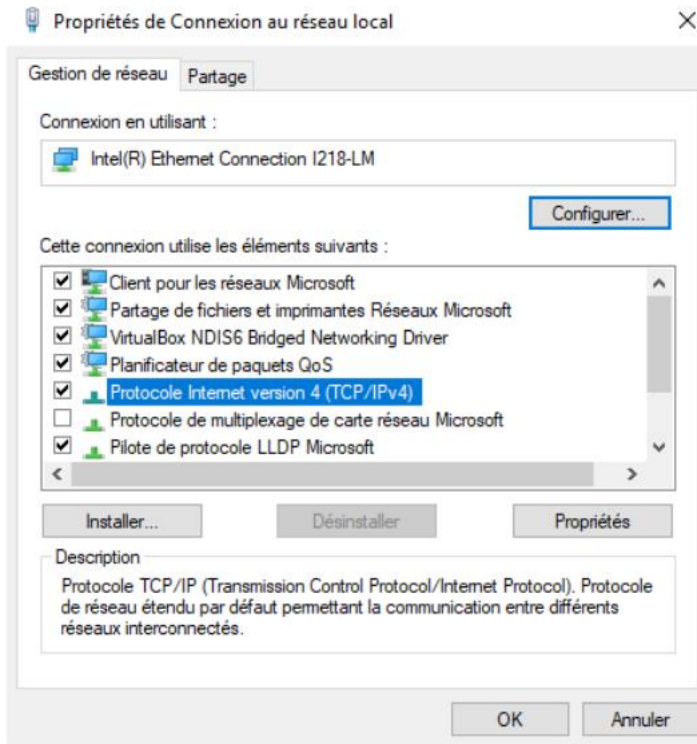 Propriétés de Connexion au réseau local
Gestion de réseau
Partage
Connexion en utilisant :
Intel(R) Ethernet Connection I218-LM
Configurer...
Cette connexion utilise les éléments suivants :
Client pour les réseaux Microsoft
Partage de fichiers et imprimantes Réseaux Microsoft
VirtualBox NDIS6 Bridged Networking Driver
Planificateur de paquets QoS
Protocole Internet version 4 (TCP/IPv4)
Protocole de multiplexage de carte réseau Microsoft
Pilote de protocole LLDP Microsoft
Installer...
Désinstaller
Propriétés
Description
Protocole TCP/IP (Transmission Control Protocol/Internet Protocol). Protocole
de réseau étendu par défaut permettant la communication entre différents
réseaux interconnectés.
OK
Annuler